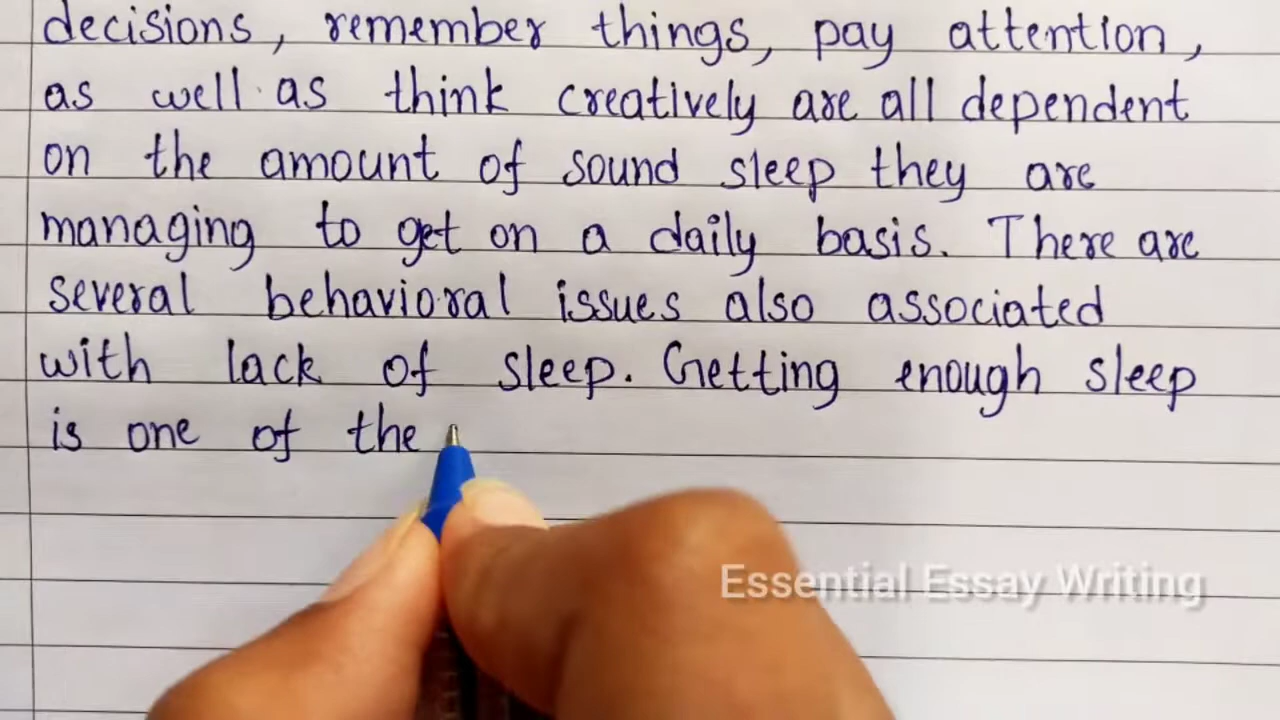 decisions, remember things, pay attention,
as well as think creatively are all dependent
on the amount of sound sleep they are
managing to get on a daily basis. There are
several behavioral issues also associated
with lack of sleep. Getting enough sleep
is one of the
Essential Essay Writing